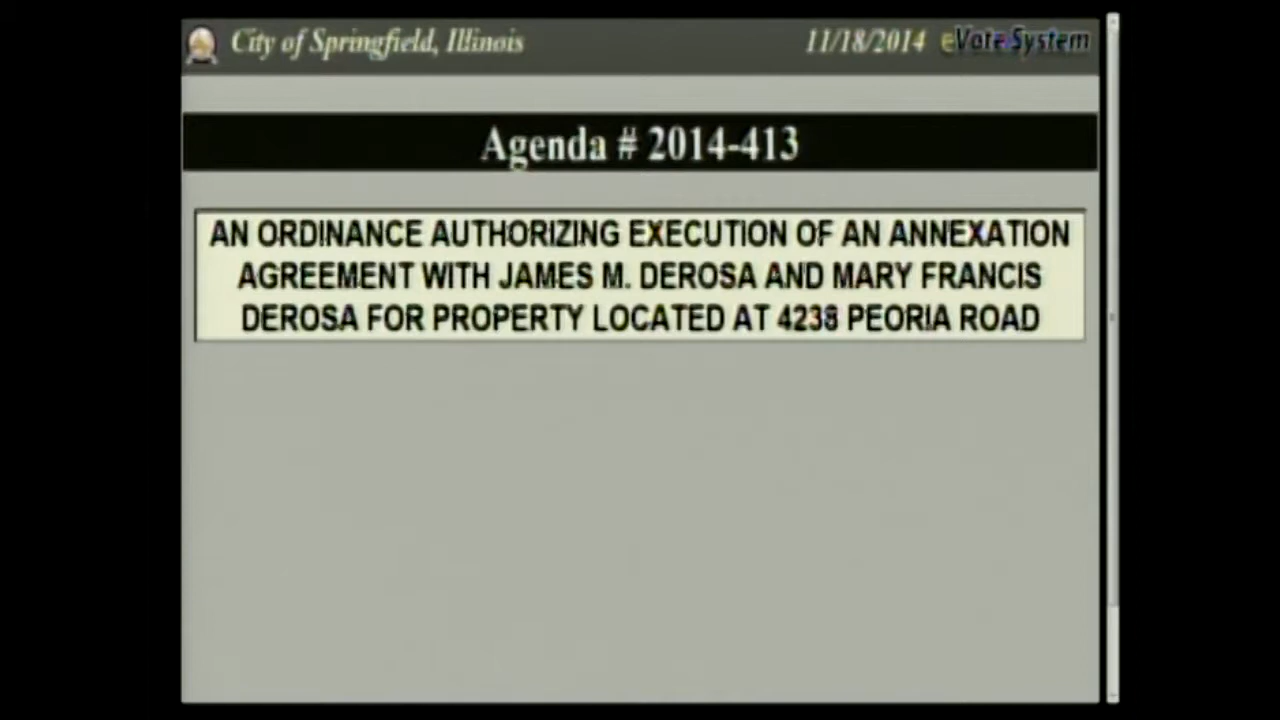 City of Springfield, Illinois
11/18/2014 eVote System
Agenda # 2014-413
AN ORDINANCE AUTHORIZING EXECUTION OF AN ANNEXATION
AGREEMENT WITH JAMES M. DEROSA AND MARY FRANCIS
DEROSA FOR PROPERTY LOCATED AT 4238 PEORIA ROAD